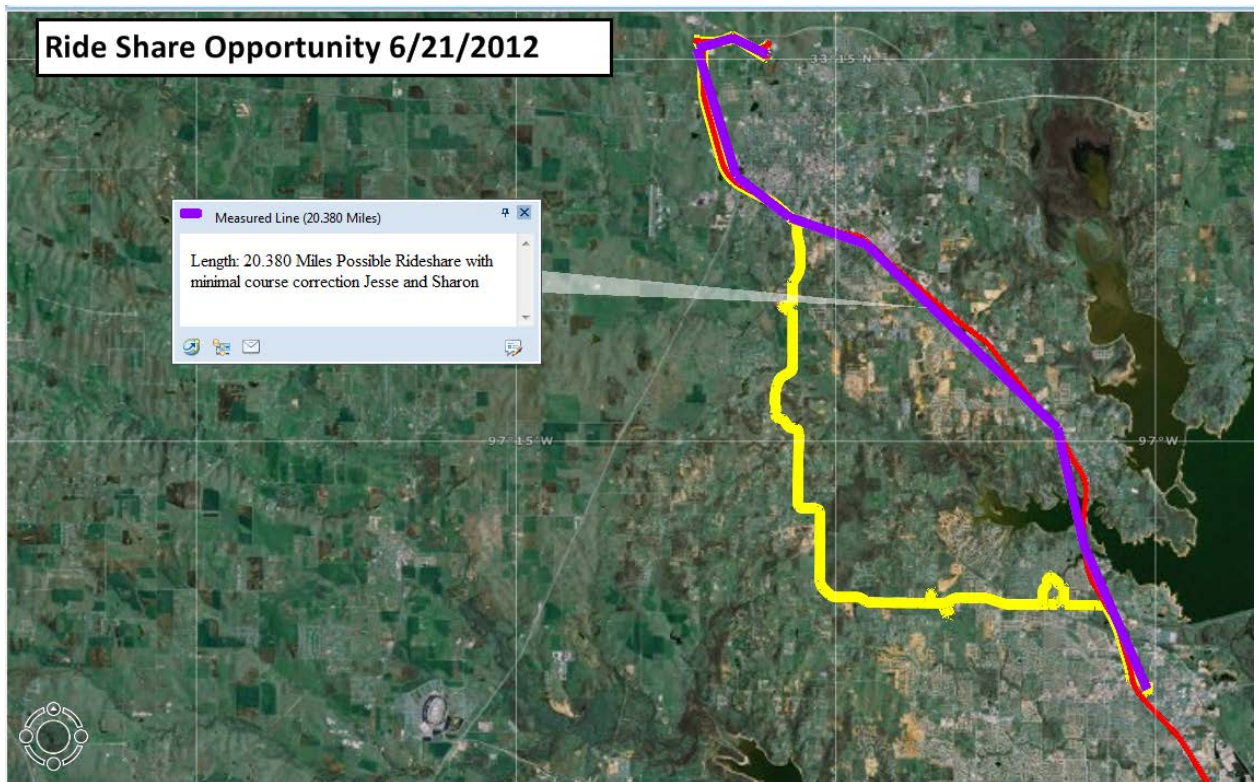 Ride Share Opportunity 6/21/2012
33°15'N
Measured Line (20.380 Miles)
Length: 20.380 Miles Possible Rideshare with
minimal course correction Jesse and Sharon
97°15'W
97°W